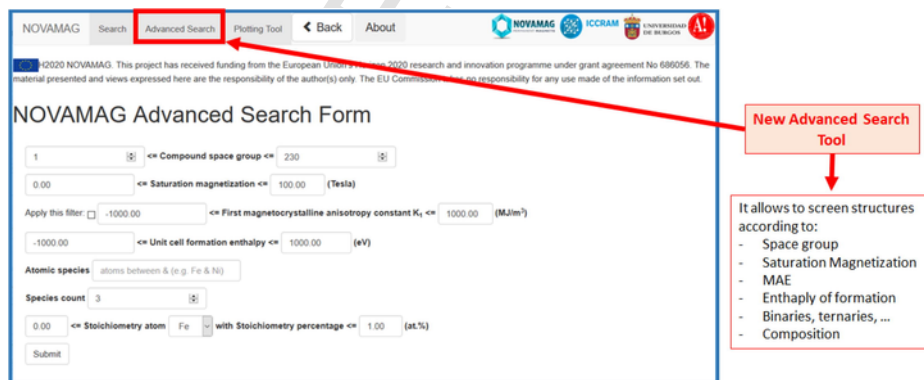 NOVAMAG Search Advanced Search Plotting Tool Back About NOVAMAG ICCRAM UNIVERSIDAD DE BURGOS A!
H2020 NOVAMAG. This project has received funding from the European Union's Horizon 2020 research and innovation programme under grant agreement No 686056. The
material presented and views expressed here are the responsibility of the author(s) only. The EU Commission takes no responsibility for any use made of the information set out.
NOVAMAG Advanced Search Form
1 <= Compound space group <= 230
0.00 <= Saturation magnetization <= 100.00 (Tesla)
Apply this filter: -1000.00 <= First magnetocrystalline anisotropy constant K₁ <= 1000.00 (MJ/m³)
-1000.00 <= Unit cell formation enthalpy <= 1000.00 (eV)
Atomic species atoms between & (e.g. Fe & Ni)
Species count 3
0.00 <= Stoichiometry atom Fe with Stoichiometry percentage <= 1.00 (at.%)
Submit
New Advanced Search
Tool
It allows to screen structures
according to:
- Space group
- Saturation Magnetization
- MAE
- Enthaply of formation
- Binaries, ternaries, ...
- Composition